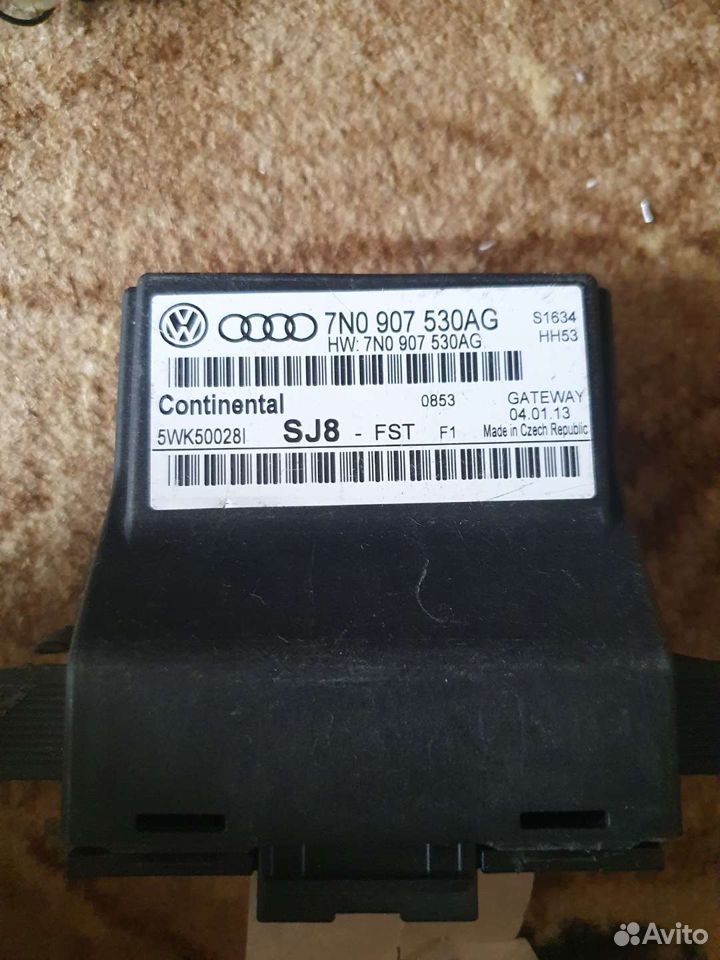 7N0 907 530AG
S1634
HW: 7N0 907 530AG
HH53
Continental
0853
GATEWAY
04.01.13
5WK50028I
SJ8 - FST F1
Made in Czech Republic
Avito